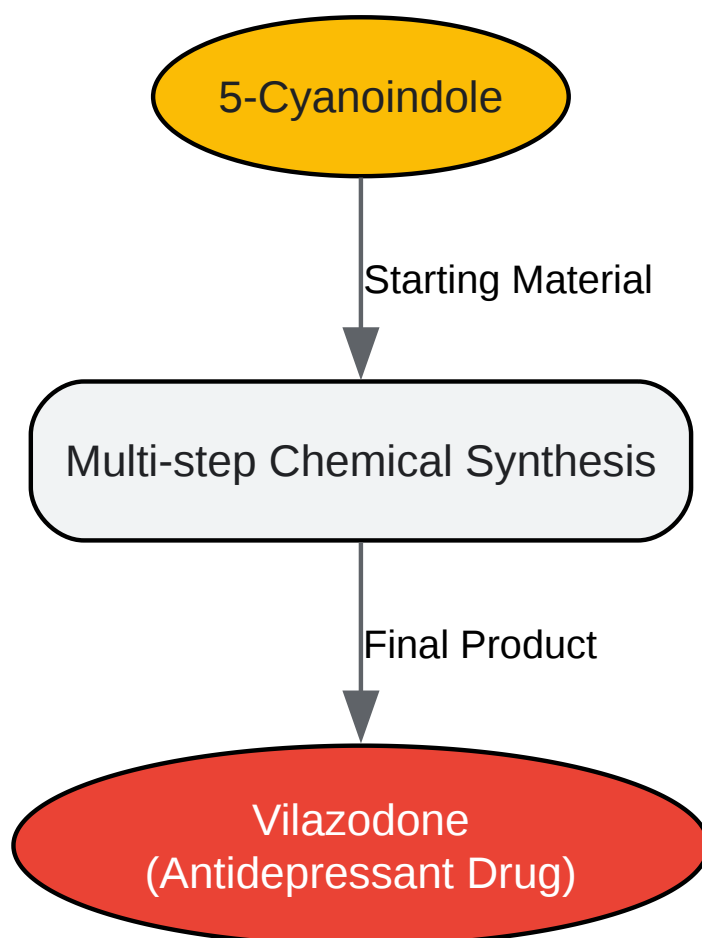 5-Cyanoindole
Starting Material
Multi-step Chemical Synthesis
Final Product
Vilazodone
(Antidepressant Drug)